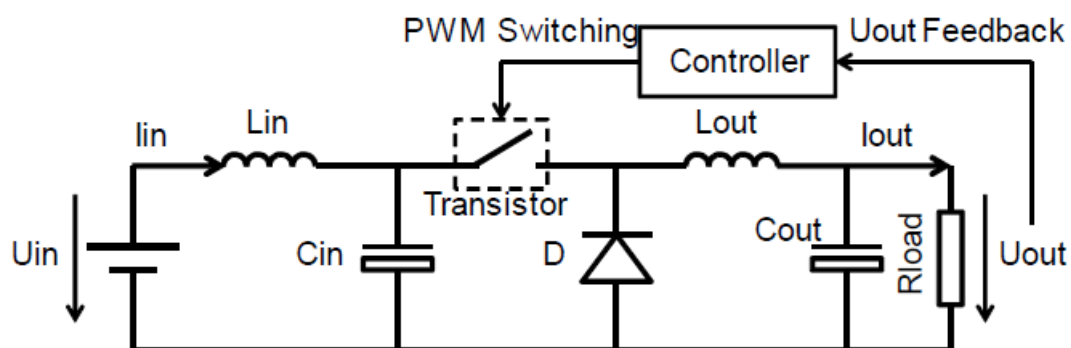 PWM Switching
Controller
Uout Feedback
Iin
Lin
Transistor
Lout
Iout
Uin
Cin
D
Cout
Rload
Uout